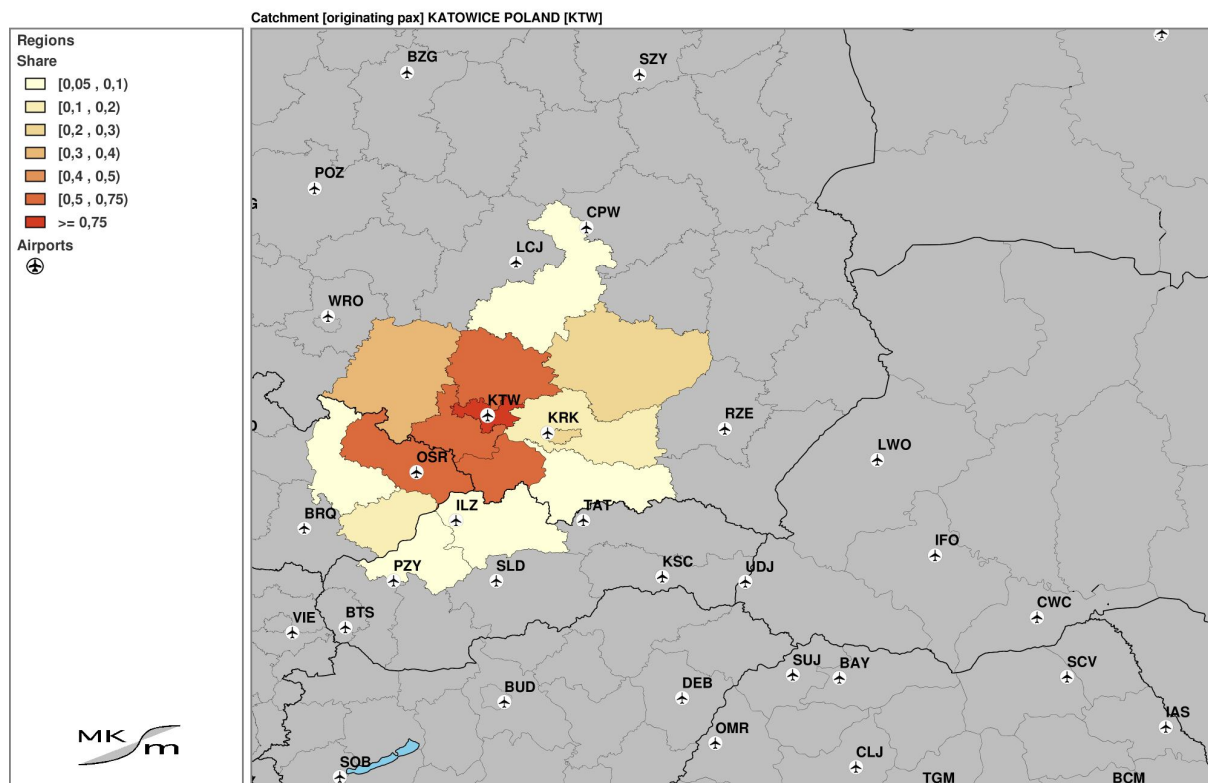 Catchment [originating pax] KATOWICE POLAND [KTW]
Regions
Share
[0,05 , 0,1)
[0,1 , 0,2)
[0,2 , 0,3)
[0,3 , 0,4)
[0,4 , 0,5)
[0,5 , 0,75)
>= 0,75
Airports
BZG
SZY
POZ
CPW
LCJ
WRO
KTW
KRK
RZE
LWO
OSR
BRQ
ILZ
TAT
IFO
PZY
SLD
KSC
UDJ
CWC
VIE
BTS
SUJ
BAY
SCV
BUD
DEB
IAS
OMR
SOB
CLJ
TGM
BCM
MK
m